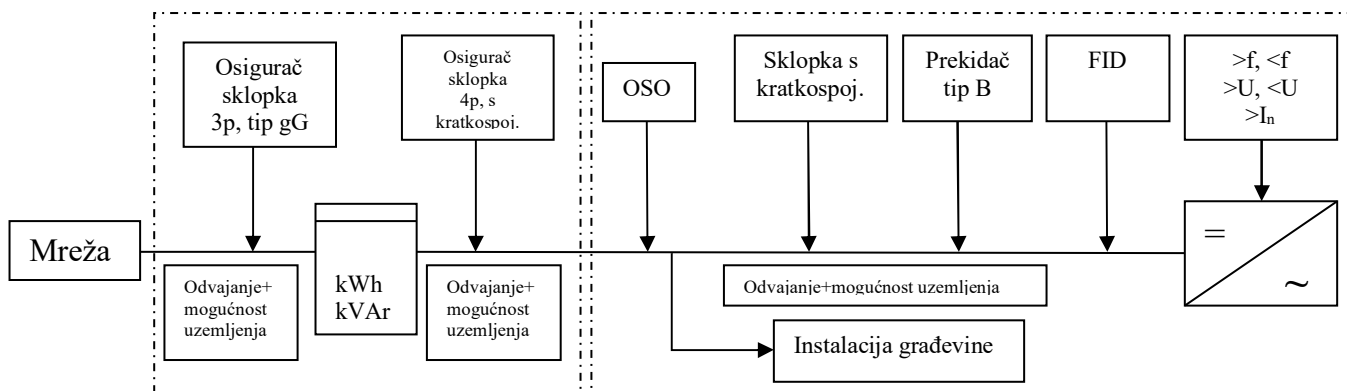 Osigurač
sklopka
3p, tip gG
Osigurač
sklopka
4p, s
kratkospoj.
OSO
Sklopka s
kratkospoj.
Prekidač
tip B
FID
>f, <f
>U, <U
>Iₙ
Mreža
kWh
kVAr
=
~
Odvajanje+
mogućnost
uzemljenja
Odvajanje+
mogućnost
uzemljenja
Odvajanje+mogućnost uzemljenja
Instalacija građevine